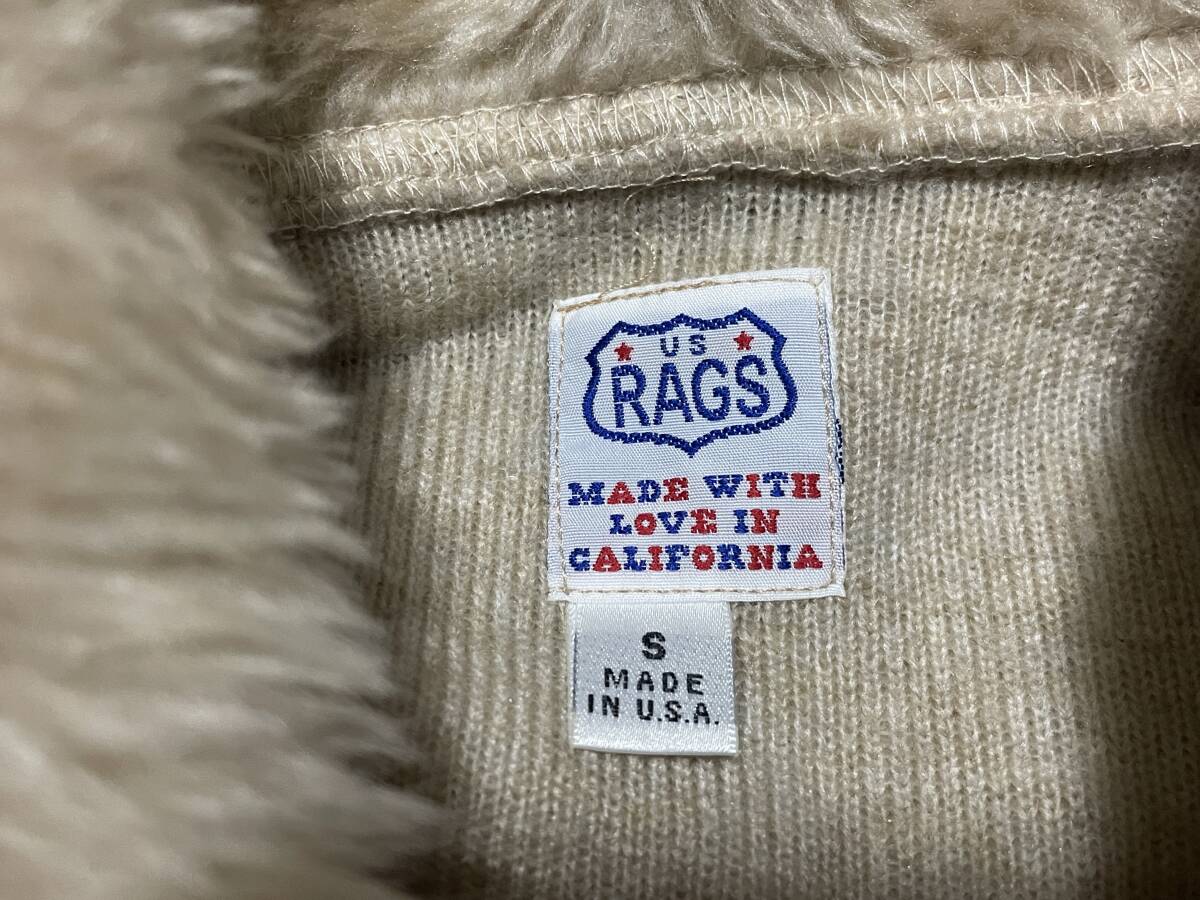 US
RAGS
MADE WITH
LOVE IN
CALIFORNIA
S
MADE
IN U.S.A.